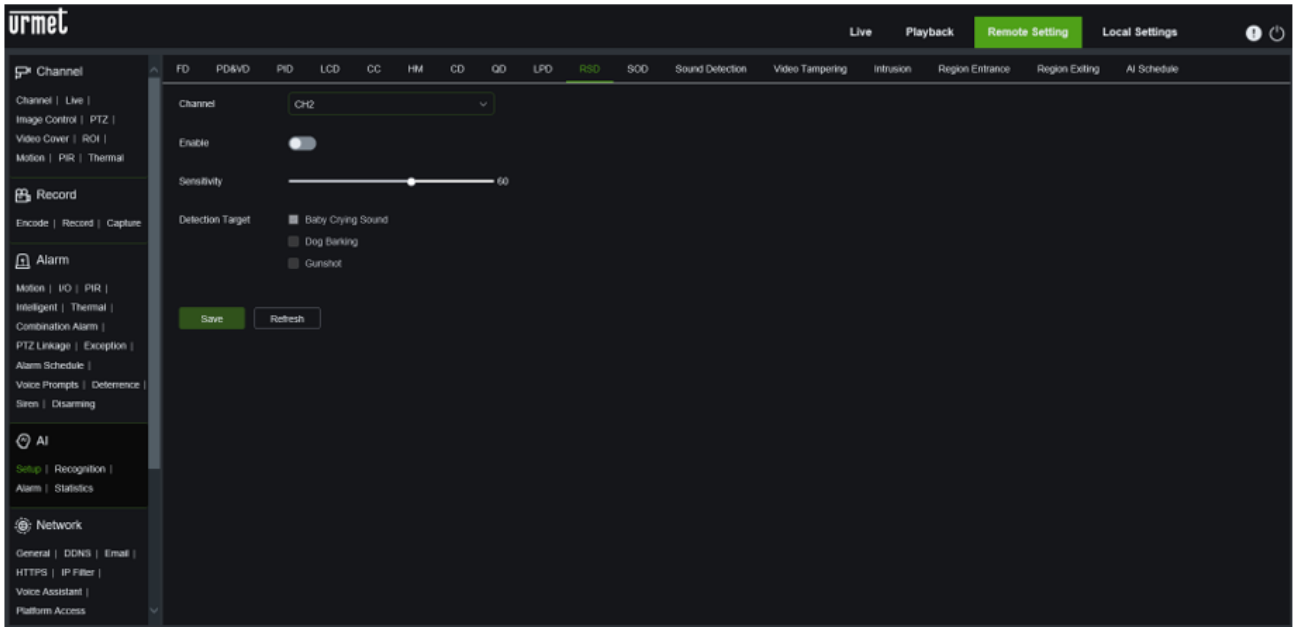 urmet
Live Playback Remote Setting Local Settings
Channel
Channel | Live |
Image Control | PTZ |
Video Cover | ROI |
Motion | PIR | Thermal
Record
Encode | Record | Capture
Alarm
Motion | I/O | PIR |
Intelligent | Thermal |
Combination Alarm |
PTZ Linkage | Exception |
Alarm Schedule |
Voice Prompts | Deterrence |
Siren | Disarming
AI
Setup | Recognition |
Alarm | Statistics
Network
General | DDNS | Email |
HTTPS | IP Filter |
Voice Assistant |
Platform Access
FD PD&VD PID LCD CC HM CD QD LPD RSD SOD Sound Detection Video Tampering Intrusion Region Entrance Region Exiting AI Schedule
Channel CH2
Enable
Sensitivity 60
Detection Target Baby Crying Sound
Dog Barking
Gunshot
Save Refresh